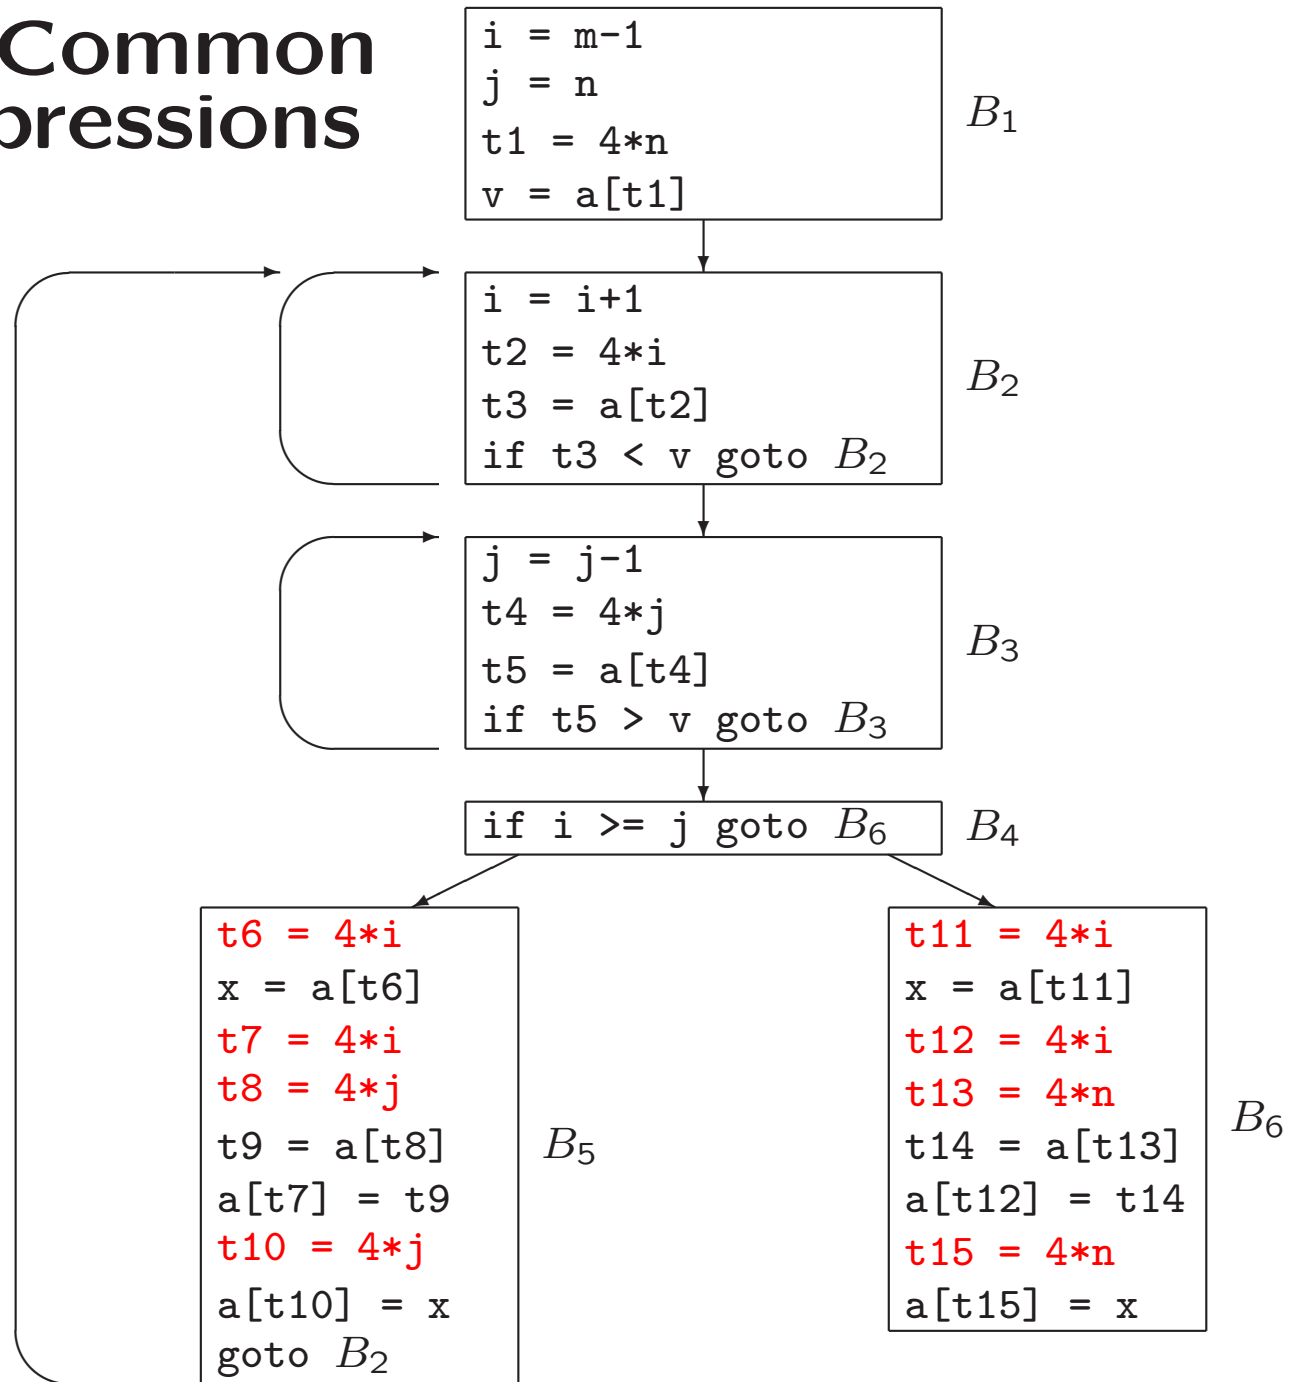 Common
pressions
i = m-1
j = n
t1 = 4*n
v = a[t1]
B1
i = i+1
t2 = 4*i
t3 = a[t2]
if t3 < v goto B2
B2
j = j-1
t4 = 4*j
t5 = a[t4]
if t5 > v goto B3
B3
if i >= j goto B6
B4
t6 = 4*i
x = a[t6]
t7 = 4*i
t8 = 4*j
t9 = a[t8]
a[t7] = t9
t10 = 4*j
a[t10] = x
goto B2
B5
t11 = 4*i
x = a[t11]
t12 = 4*i
t13 = 4*n
t14 = a[t13]
a[t12] = t14
t15 = 4*n
a[t15] = x
B6